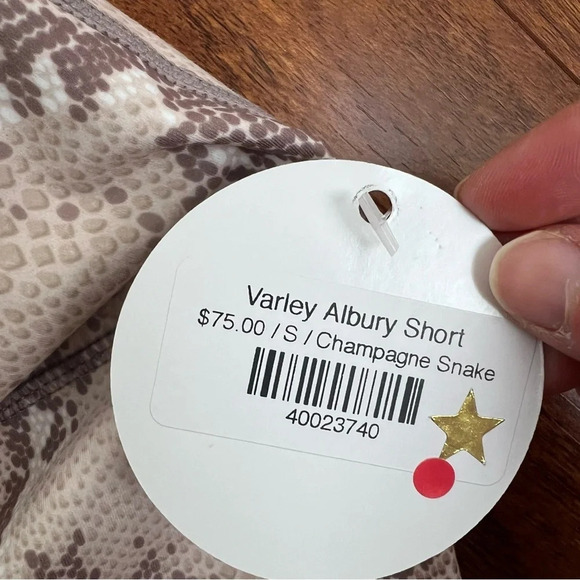 Varley Albury Short
$75.00 / S / Champagne Snake
40023740